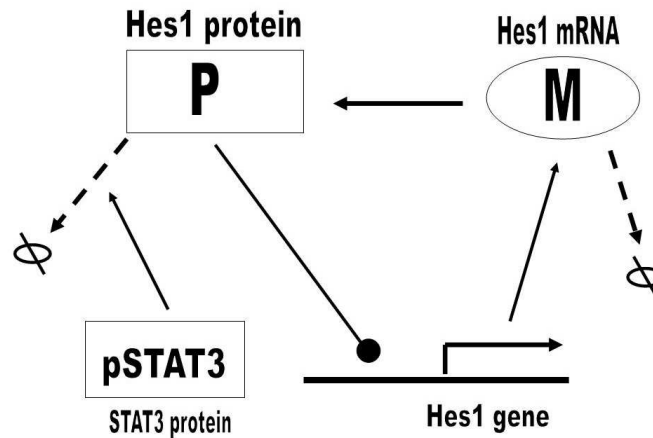 Hes1 protein
Hes1 mRNA
P
M
pSTAT3
STAT3 protein
Hes1 gene